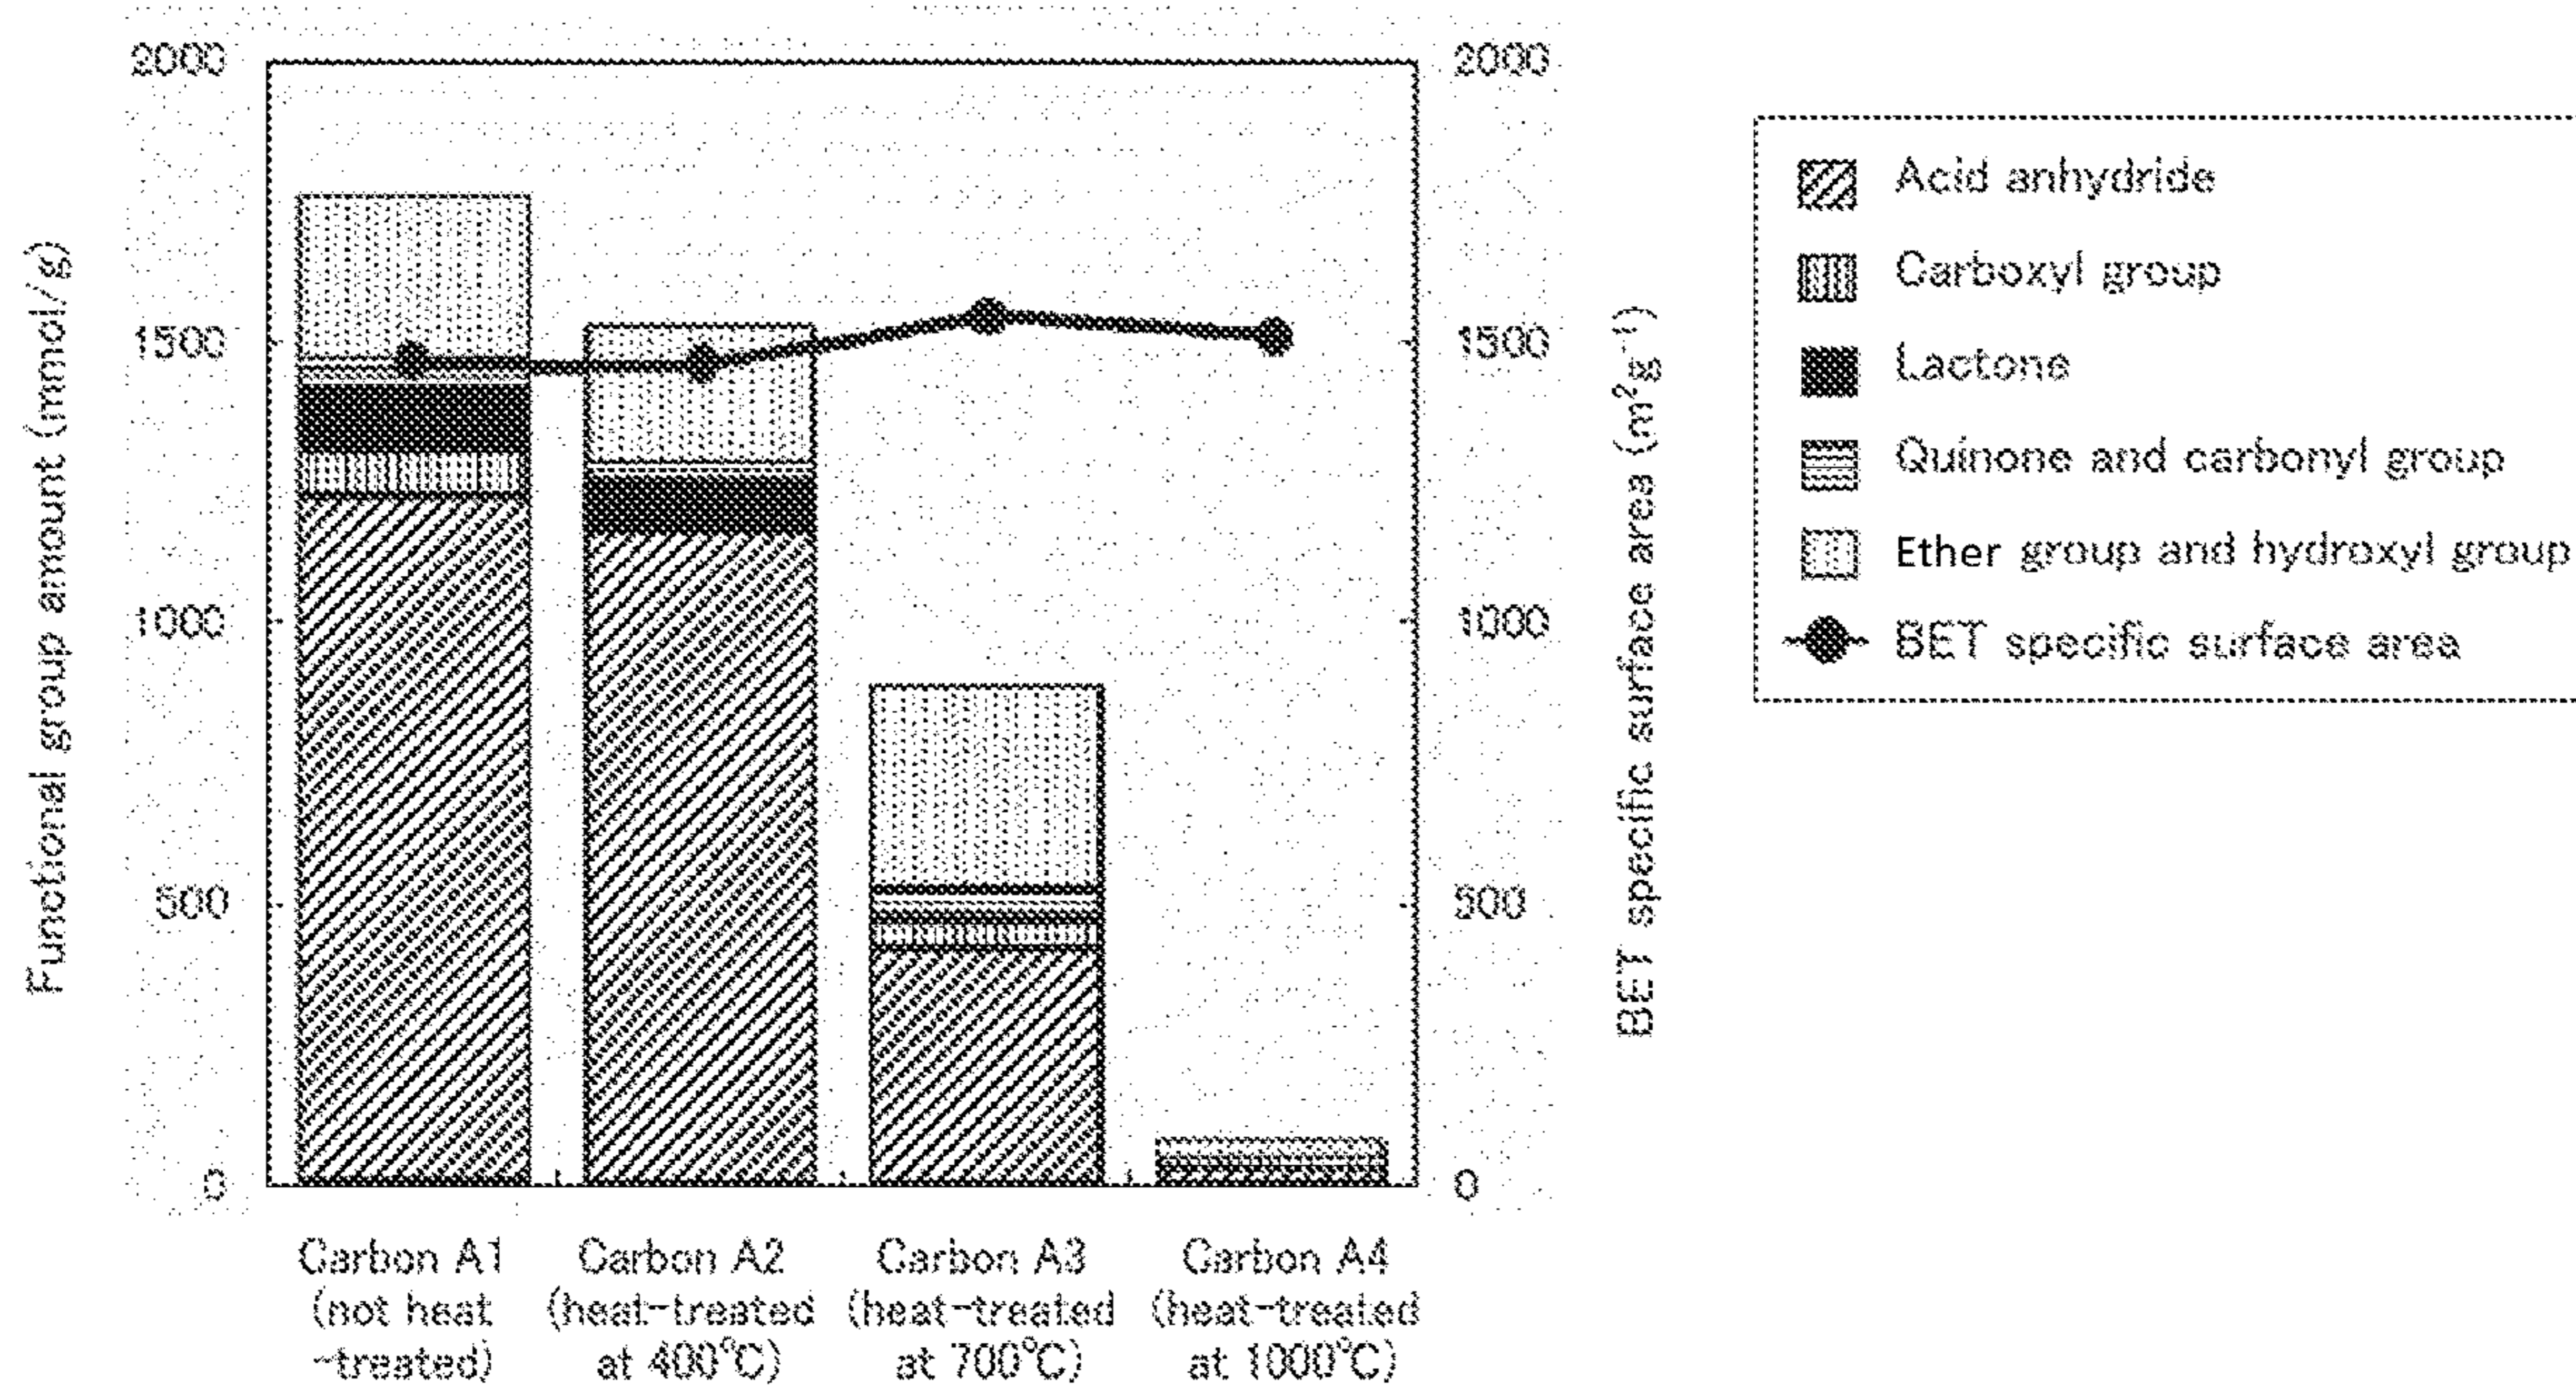 Functional group amount (mmol/g)
2000
1500
1000
500
0
2000
1500
1000
500
0
BET specific surface area (m²g⁻¹)
Carbon A1
(not heat
-treated)
Carbon A2
(heat-treated
at 400°C)
Carbon A3
(heat-treated
at 700°C)
Carbon A4
(heat-treated
at 1000°C)
Acid anhydride
Carboxyl group
Lactone
Quinone and carbonyl group
Ether group and hydroxyl group
BET specific surface area